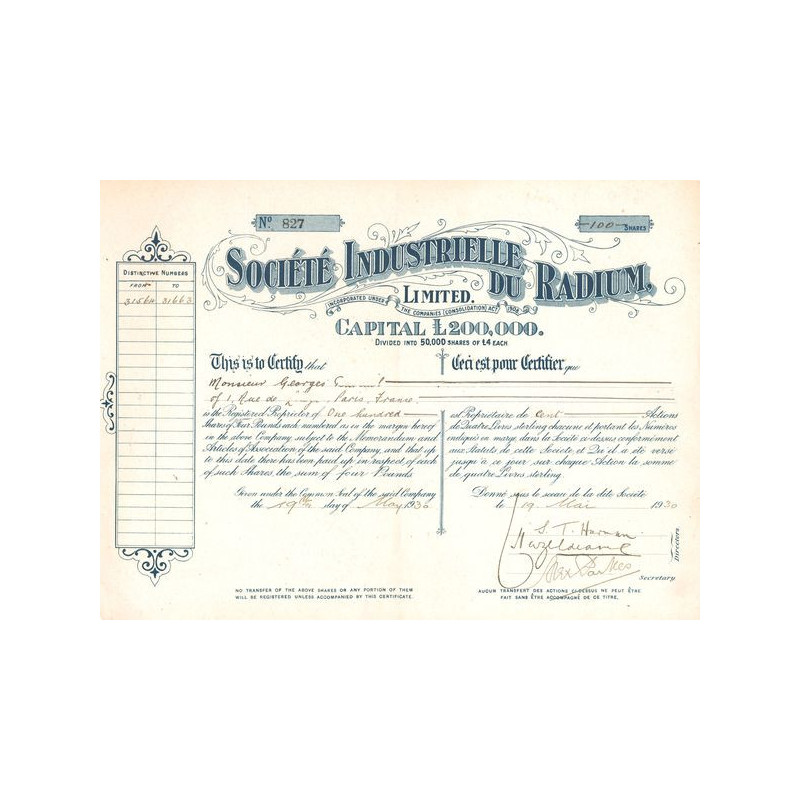 No. 827
-100- SHARES
SOCIÉTÉ INDUSTRIELLE
DU RADIUM,
LIMITED.
INCORPORATED UNDER THE COMPANIES (CONSOLIDATION) ACT 1908
CAPITAL £200,000.
DIVIDED INTO 50,000 SHARES OF £4 EACH
DISTINCTIVE NUMBERS
FROM TO
31564 31663
This is to Certify that
Monsieur Georges
of 1, Rue de Paris, France
is the Registered Proprietor of One hundred
Shares of Four Pounds each numbered as in the margin hereof
in the above Company subject to the Memorandum and
Articles of Association of the said Company, and that up
to this date there has been paid up in respect of each
of such Shares, the sum of four Pounds.
Given under the Common Seal of the said Company
the 19th day of May 1930
Ceci est pour Certifier que
est Propriétaire de Cent Actions
de Quatre Livres sterling chacune et portant les Numéros
indiqués en marge, dans la Société ci-dessus conformément
aux Statuts de cette Société et Qu'il a été versé
jusqu'à ce jour sur chaque Action la somme
de quatre Livres sterling.
Donné sous le sceau de la dite Société
le 19 Mai 1930
Directors
Secretary
NO TRANSFER OF THE ABOVE SHARES OR ANY PORTION OF THEM
WILL BE REGISTERED UNLESS ACCOMPANIED BY THIS CERTIFICATE.
AUCUN TRANSFERT DES ACTIONS CI-DESSUS NE PEUT ÊTRE
FAIT SANS ÊTRE ACCOMPAGNÉ DE CE TITRE.